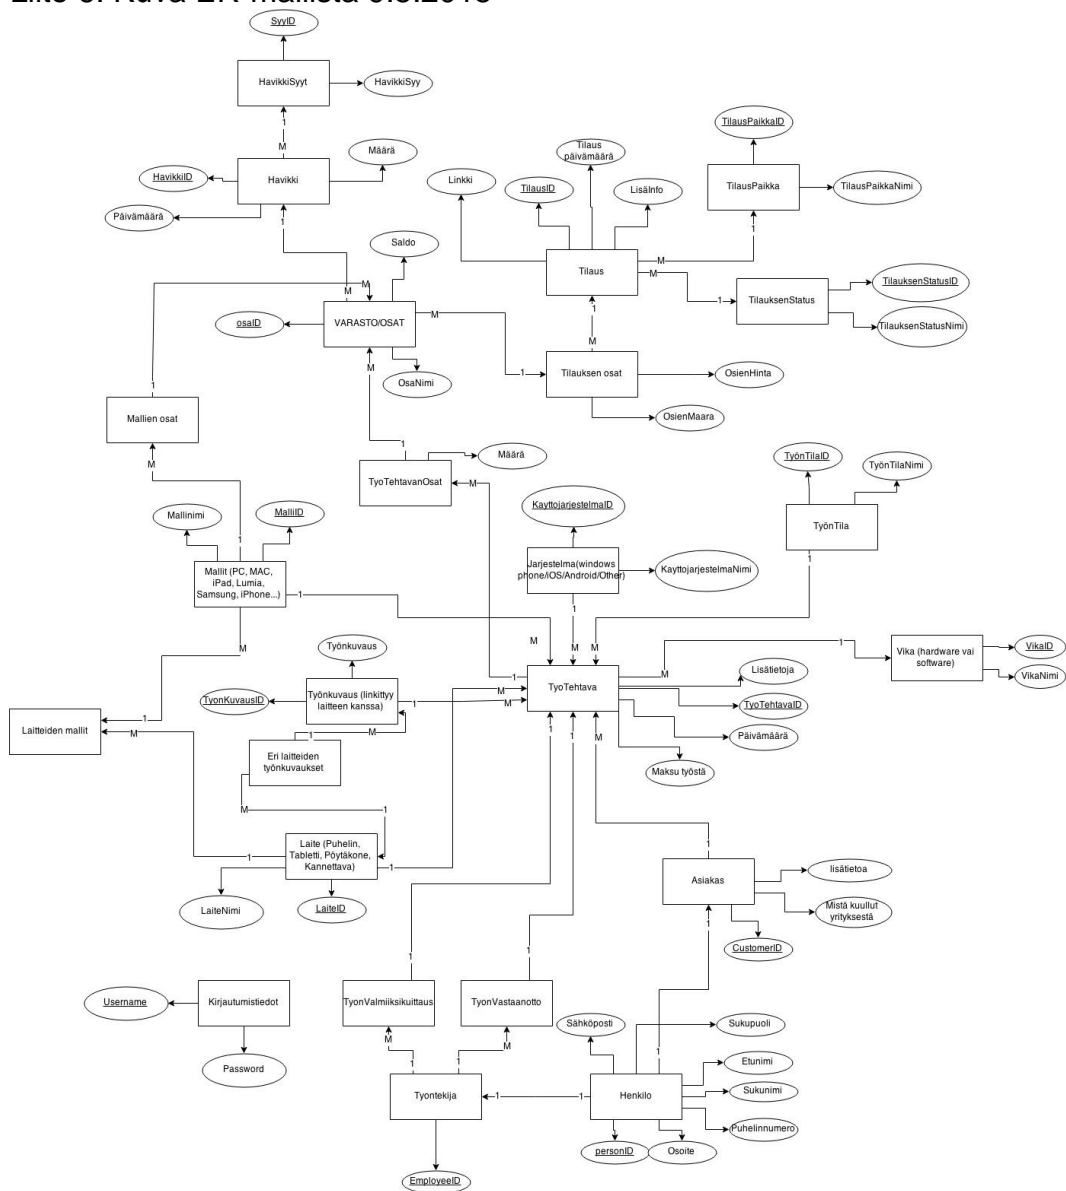 SyyID
HavikkiSyyt
HavikkiSyy
1
M
Määrä
HavikkiID
Havikki
Päivämäärä
1
Tilaus
päivämäärä
TilausPaikkaID
Linkki
TilausID
LisäInfo
TilausPaikka
TilausPaikkaNimi
1
Saldo
M
Tilaus
M
TilauksenStatusID
M
M
1
TilauksenStatus
osaID
VARASTO/OSAT
M
1
TilauksenStatusNimi
M
M
1
Tilauksen osat
OsienHinta
1
OsaNimi
Mallien osat
OsienMaara
1
M
Määrä
TyönTilaID
TyönTilaNimi
TyoTehtavanOsat
M
KayttojarjestelmaID
Mallinimi
MalliID
TyönTila
1
Jarjestelma(windows
phone/iOS/Android/Other)
KayttojarjestelmaNimi
1
Mallit (PC, MAC,
iPad, Lumia,
Samsung, iPhone...)
1
1
M
Työnkuvaus
M
M
M
1
Vika (hardware vai
software)
VikaID
VikaNimi
1
M
Lisätietoja
TyonKuvausID
Työnkuvaus (linkittyy
laitteen kanssa)
1
M
M
TyoTehtava
TyoTehtavaID
1
Laitteiden mallit
M
1
M
1
1
M
Päivämäärä
Eri laitteiden
työnkuvaukset
Maksu työstä
M
1
Laite (Puhelin,
Tabletti, Pöytäkone,
Kannettava)
1
1
1
Asiakas
lisätietoa
LaiteNimi
LaiteID
Mistä kuullut
yrityksestä
1
CustomerID
1
1
Username
Kirjautumistiedot
TyonValmiiksikuittaus
TyonVastaanotto
Sähköposti
Sukupuoli
M
M
1
Password
1
1
Etunimi
Tyontekija
1
1
Henkilo
Sukunimi
Puhelinnumero
personID
Osoite
EmployeeID